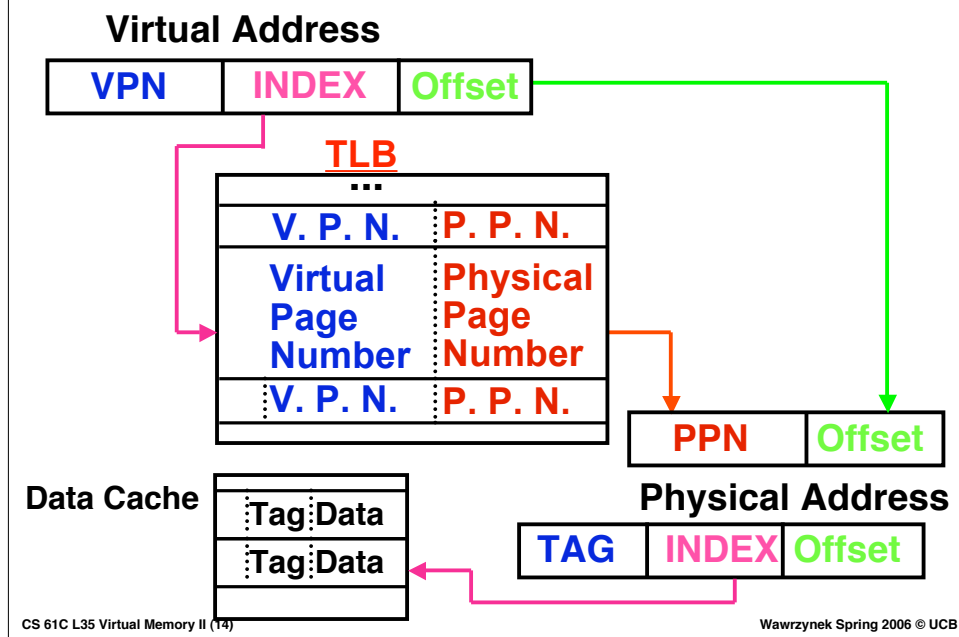 Virtual Address
VPN INDEX Offset
TLB
...
V. P. N. P. P. N.
Virtual Physical
Page Page
Number Number
V. P. N. P. P. N.
PPN Offset
Data Cache
Physical Address
Tag Data
TAG INDEX Offset
Tag Data
CS 61C L35 Virtual Memory II (14)
Wawrzynek Spring 2006 © UCB